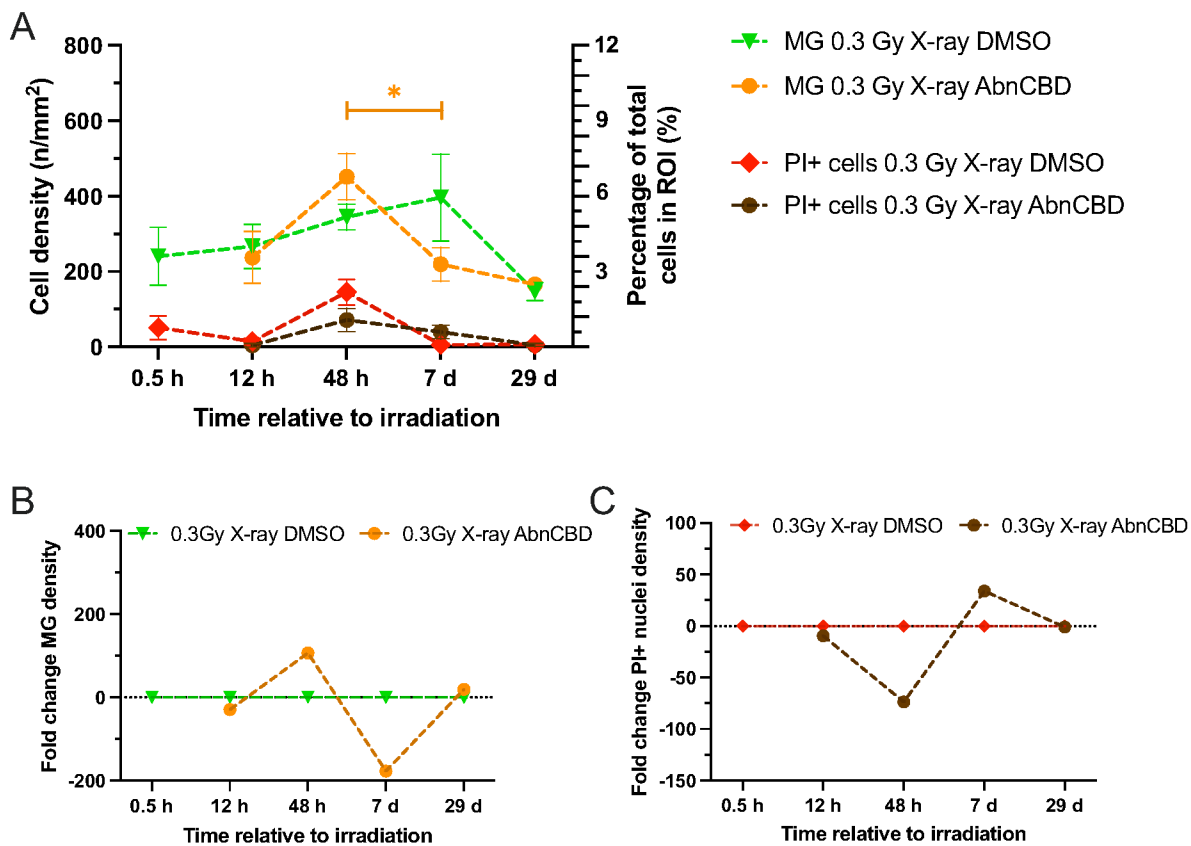 A
800
600
400
200
0
Cell density (n/mm²)
12
9
6
3
Percentage of total
cells in ROI (%)
*
0.5 h 12 h 48 h 7 d 29 d
Time relative to irradiation
MG 0.3 Gy X-ray DMSO
MG 0.3 Gy X-ray AbnCBD
PI+ cells 0.3 Gy X-ray DMSO
PI+ cells 0.3 Gy X-ray AbnCBD
B
400
200
0
-200
Fold change MG density
0.3Gy X-ray DMSO 0.3Gy X-ray AbnCBD
0.5 h 12 h 48 h 7 d 29 d
Time relative to irradiation
C
100
50
0
-50
-100
-150
Fold change PI+ nuclei density
0.3Gy X-ray DMSO 0.3Gy X-ray AbnCBD
0.5 h 12 h 48 h 7 d 29 d
Time relative to irradiation